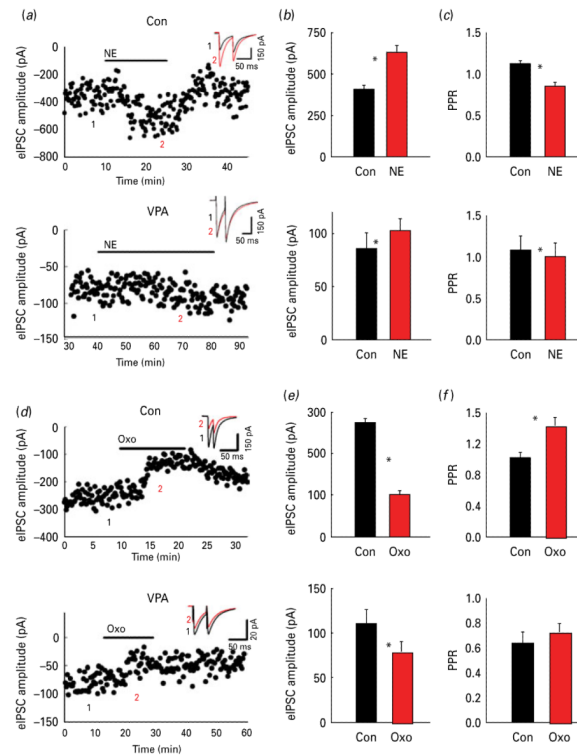 (a)
Con
(b)
(c)
NE
1
2
50 ms
150 pA
0
−200
−400
−600
−800
eIPSC amplitude (pA)
1
2
0
10
20
30
40
Time (min)
750
500
250
0
eIPSC amplitude (pA)
*
Con
NE
1.5
1.0
0.5
0.0
PPR
*
Con
NE
VPA
NE
1
2
50 ms
150 pA
0
−50
−100
−150
eIPSC amplitude (pA)
1
2
30
40
50
60
70
80
90
Time (min)
100
50
0
eIPSC amplitude (pA)
*
Con
NE
1.5
1.0
0.5
0.0
PPR
*
Con
NE
(d)
Con
(e)
(f)
Oxo
2
1
50 ms
150 pA
0
−100
−200
−300
−400
eIPSC amplitude (pA)
1
2
0
5
10
15
20
25
30
Time (min)
300
500
100
0
eIPSC amplitude (pA)
*
Con
Oxo
1.5
1.2
0.8
0.4
0.0
PPR
*
Con
Oxo
VPA
Oxo
2
1
50 ms
20 pA
0
−50
−100
−150
eIPSC amplitude (pA)
1
2
0
10
20
30
40
50
60
Time (min)
150
100
50
0
eIPSC amplitude (pA)
*
Con
Oxo
1.0
0.8
0.6
0.4
0.2
0.0
PPR
Con
Oxo